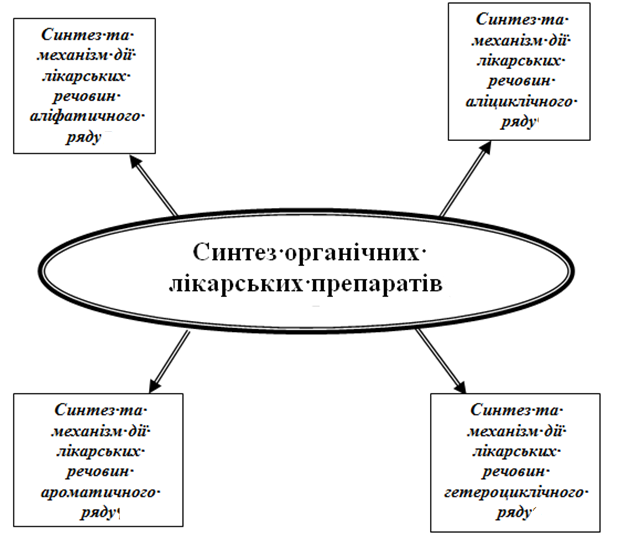 Синтез та
механізм дії
лікарських
речовин
аліфатичного
ряду
Синтез та
механізм дії
лікарських
речовин
аліциклічного
ряду
Синтез органічних
лікарських препаратів
Синтез та
механізм дії
лікарських
речовин
ароматичного
ряду
Синтез та
механізм дії
лікарських
речовин
гетероциклічного
ряду